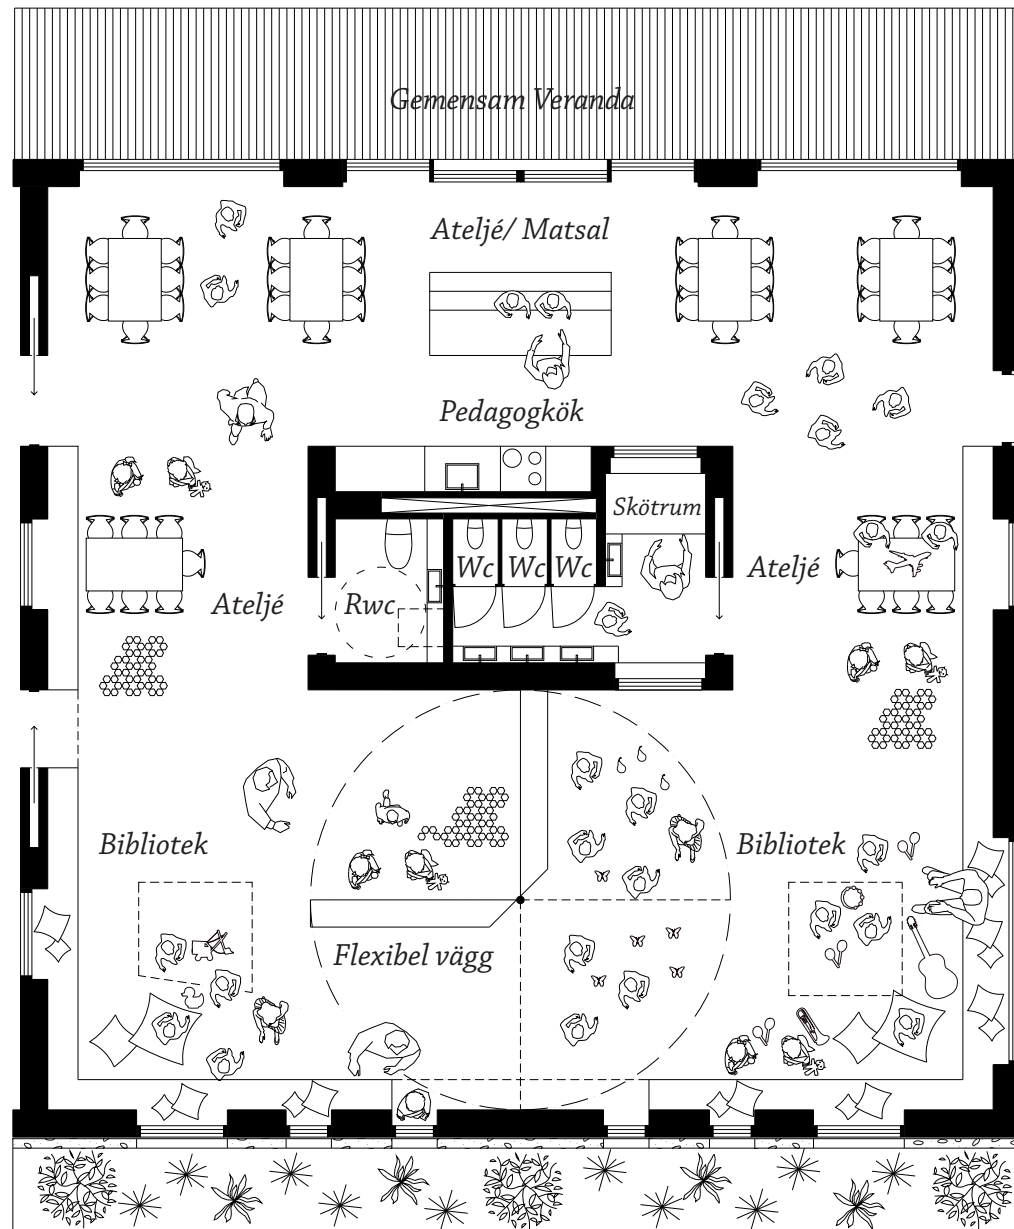 Gemensam Veranda
Ateljé/ Matsal
Pedagogkök
Skötrum
Wc Wc Wc
Ateljé
Ateljé
Rwc
Bibliotek
Bibliotek
Flexibel vägg